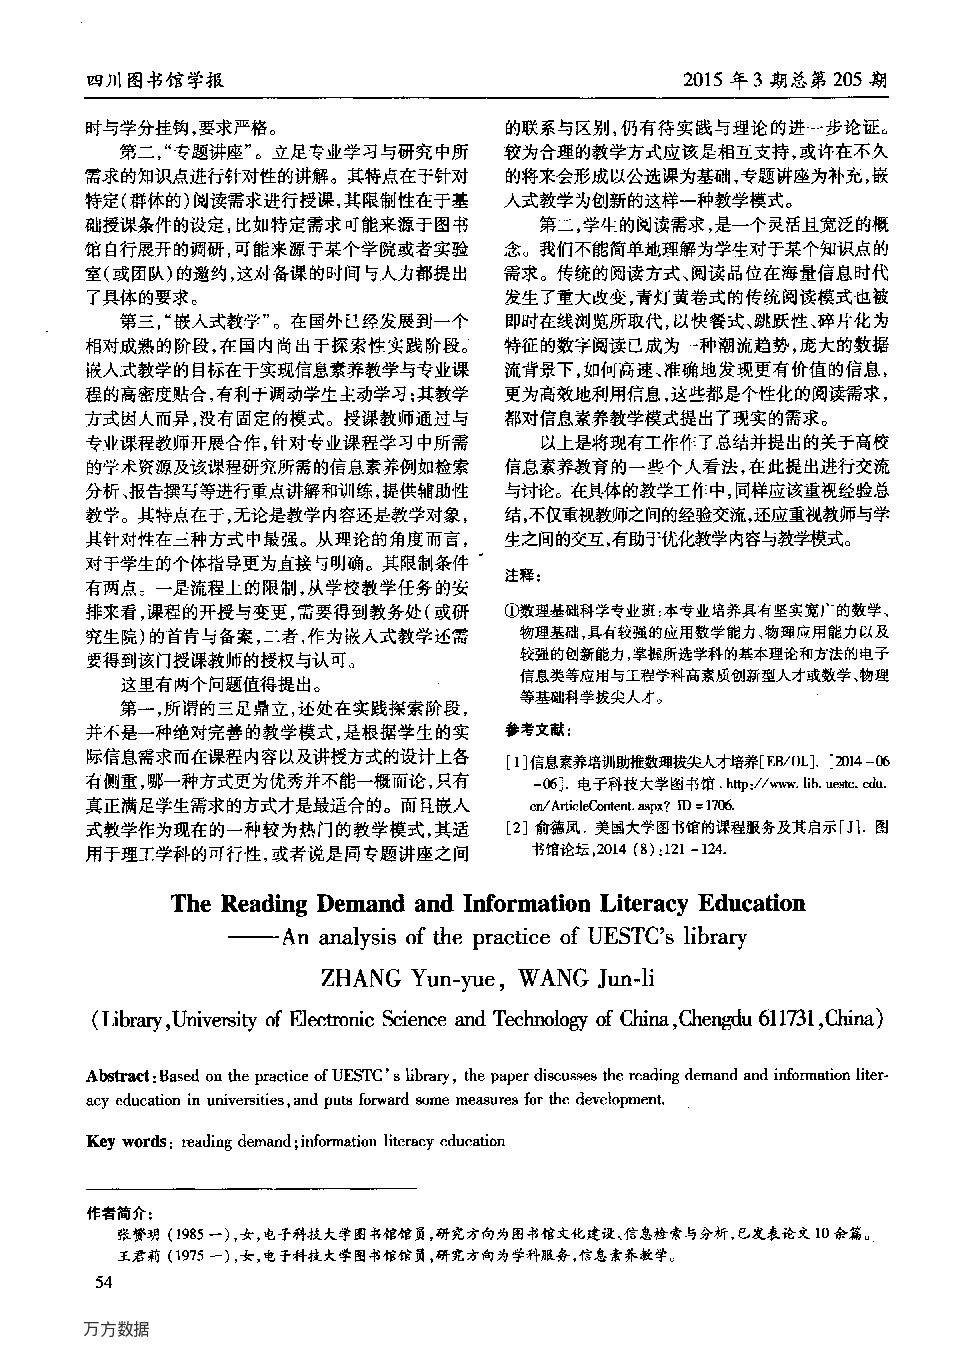 四川图书馆学报
2015 年 3 期总第 205 期
时与学分挂钩,要求严格。
第二,“专题讲座”。立足专业学习与研究中所
需求的知识点进行针对性的讲解。其特点在于针对
特定(群体的)阅读需求进行授课,其限制性在于基
础授课条件的设定,比如特定需求可能来源于图书
馆自行展开的调研,可能来源于某个学院或者实验
室(或团队)的邀约,这对备课的时间与人力都提出
了具体的要求。
第三,“嵌入式教学”。在国外已经发展到一个
相对成熟的阶段,在国内尚出于探索性实践阶段。
嵌入式教学的目标在于实现信息素养教学与专业课
程的高密度贴合,有利于调动学生主动学习;其教学
方式因人而异,没有固定的模式。授课教师通过与
专业课程教师开展合作,针对专业课程学习中所需
的学术资源及该课程研究所需的信息素养例如检索
分析、报告撰写等进行重点讲解和训练,提供辅助性
教学。其特点在于,无论是教学内容还是教学对象,
其针对性在三种方式中最强。从理论的角度而言,
对于学生的个体指导更为直接与明确。其限制条件
有两点。一是流程上的限制,从学校教学任务的安
排来看,课程的开授与变更,需要得到教务处(或研
究生院)的首肯与备案,二者,作为嵌入式教学还需
要得到该门授课教师的授权与认可。
这里有两个问题值得提出。
第一,所谓的三足鼎立,还处在实践探索阶段,
并不是一种绝对完善的教学模式,是根据学生的实
际信息需求而在课程内容以及讲授方式的设计上各
有侧重,哪一种方式更为优秀并不能一概而论,只有
真正满足学生需求的方式才是最适合的。而且嵌入
式教学作为现在的一种较为热门的教学模式,其适
用于理工学科的可行性,或者说是同专题讲座之间
的联系与区别,仍有待实践与理论的进一步论证。
较为合理的教学方式应该是相互支持,或许在不久
的将来会形成以公选课为基础,专题讲座为补充,嵌
入式教学为创新的这样一种教学模式。
第二,学生的阅读需求,是一个灵活且宽泛的概
念。我们不能简单地理解为学生对于某个知识点的
需求。传统的阅读方式、阅读品位在海量信息时代
发生了重大改变,青灯黄卷式的传统阅读模式也被
即时在线浏览所取代,以快餐式、跳跃性、碎片化为
特征的数字阅读已成为一种潮流趋势,庞大的数据
流背景下,如何高速、准确地发现更有价值的信息,
更为高效地利用信息,这些都是个性化的阅读需求,
都对信息素养教学模式提出了现实的需求。
以上是将现有工作作了总结并提出的关于高校
信息素养教育的一些个人看法,在此提出进行交流
与讨论。在具体的教学工作中,同样应该重视经验总
结,不仅重视教师之间的经验交流,还应重视教师与学
生之间的交互,有助于优化教学内容与教学模式。
注释:
①数理基础科学专业班:本专业培养具有坚实宽广的数学、
物理基础,具有较强的应用数学能力、物理应用能力以及
较强的创新能力,掌握所选学科的基本理论和方法的电子
信息类等应用与工程学科高素质创新型人才或数学、物理
等基础科学拔尖人才。
参考文献:
[1]信息素养培训助推数理拔尖人才培养[EB/OL]. [2014-06
-06]. 电子科技大学图书馆. http://www. lib. uestc. edu.
cn/ArticleContent. aspx? ID = 1706.
[2] 俞德凤. 美国大学图书馆的课程服务及其启示[J]. 图
书馆论坛,2014 (8):121 -124.
The Reading Demand and Information Literacy Education
——An analysis of the practice of UESTC's library
ZHANG Yun-yue, WANG Jun-li
(Library,University of Electronic Science and Technology of China,Chengdu 611731,China)
Abstract:Based on the practice of UESTC's library, the paper discusses the reading demand and information liter-
acy education in universities,and puts forward some measures for the development.
Key words: reading demand;information literacy education
作者简介:
张赟玥 (1985 —),女,电子科技大学图书馆馆员,研究方向为图书馆文化建设、信息检索与分析,已发表论文 10 余篇。
王君莉 (1975 —),女,电子科技大学图书馆馆员,研究方向为学科服务,信息素养教学。
54
万方数据